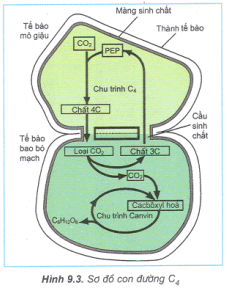 Tế bào
mô giậu
Màng sinh chất
Thành tế bào
CO₂
PEP
Chu trình C₄
Chất 4C
Cầu
sinh
chất
Tế bào
bao bó
mạch
Loại CO₂
Chất 3C
CO₂
Cacbôxyl hoá
Chu trình Canvin
C₆H₁₂O₆
Hình 9.3. Sơ đồ con đường C₄